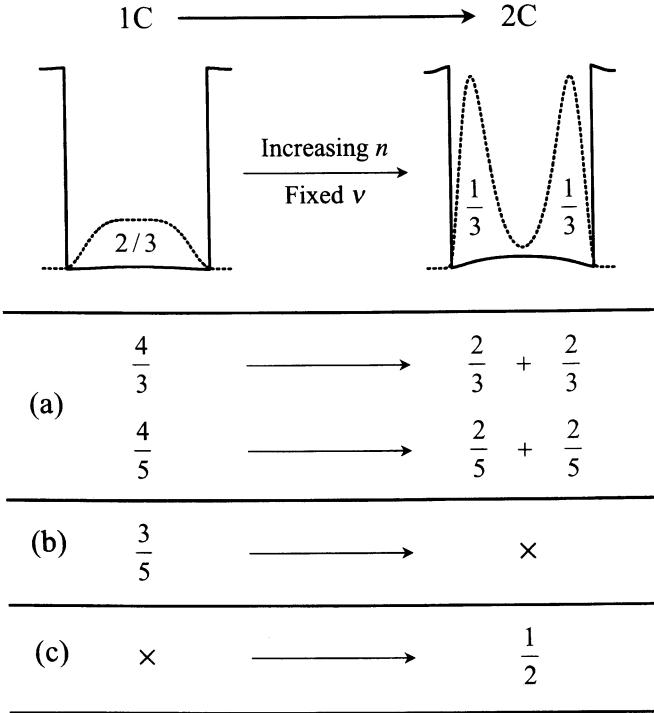 1C → 2C
Increasing n
Fixed ν
2/3
1/3 1/3
(a)
4/3 → 2/3 + 2/3
4/5 → 2/5 + 2/5
(b) 3/5 → ×
(c) × → 1/2